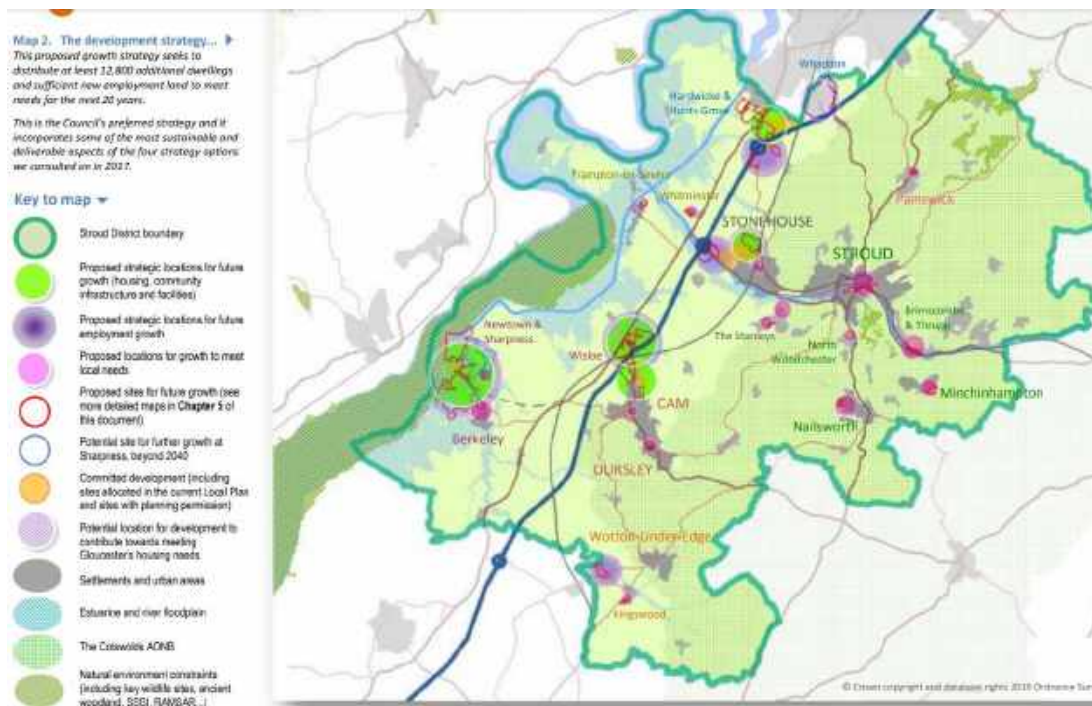 Map 2. The development strategy...
This proposed growth strategy seeks to
distribute at least 12,800 additional dwellings
and sufficient new employment land to meet
needs for the next 20 years.
This is the Council's preferred strategy and it
incorporates some of the most sustainable and
deliverable aspects of the four strategy options
we consulted on in 2017.
Key to map
Stroud District boundary
Proposed strategic locations for future
growth (housing, community
infrastructure and facilities)
Proposed strategic locations for future
employment growth
Proposed locations for growth to meet
local needs
Proposed sites for future growth (see
more detailed maps in Chapter 5 of
this document)
Potential site for further growth at
Sharpness, beyond 2040
Committed development (including
sites allocated in the current Local Plan
and sites with planning permission)
Potential location for development to
contribute towards meeting
Gloucester's housing needs
Settlements and urban areas
Estuarine and river floodplain
The Cotswolds AONB
Natural environment constraints
(including key wildlife sites, ancient
woodland, SSSI, RAMSAR...)
Whaddon
Hardwicke &
Hunts Grove
Frampton-on-Severn
Whitminster
Painswick
STONEHOUSE
STROUD
Newtown &
Sharpness
Brimscombe
& Thrupp
The Stanleys
North
Woodchester
Wisloe
CAM
Minchinhampton
Nailsworth
Berkeley
DURSLEY
Wotton-Under-Edge
Kingswood
© Crown copyright and database rights 2019 Ordnance Sur